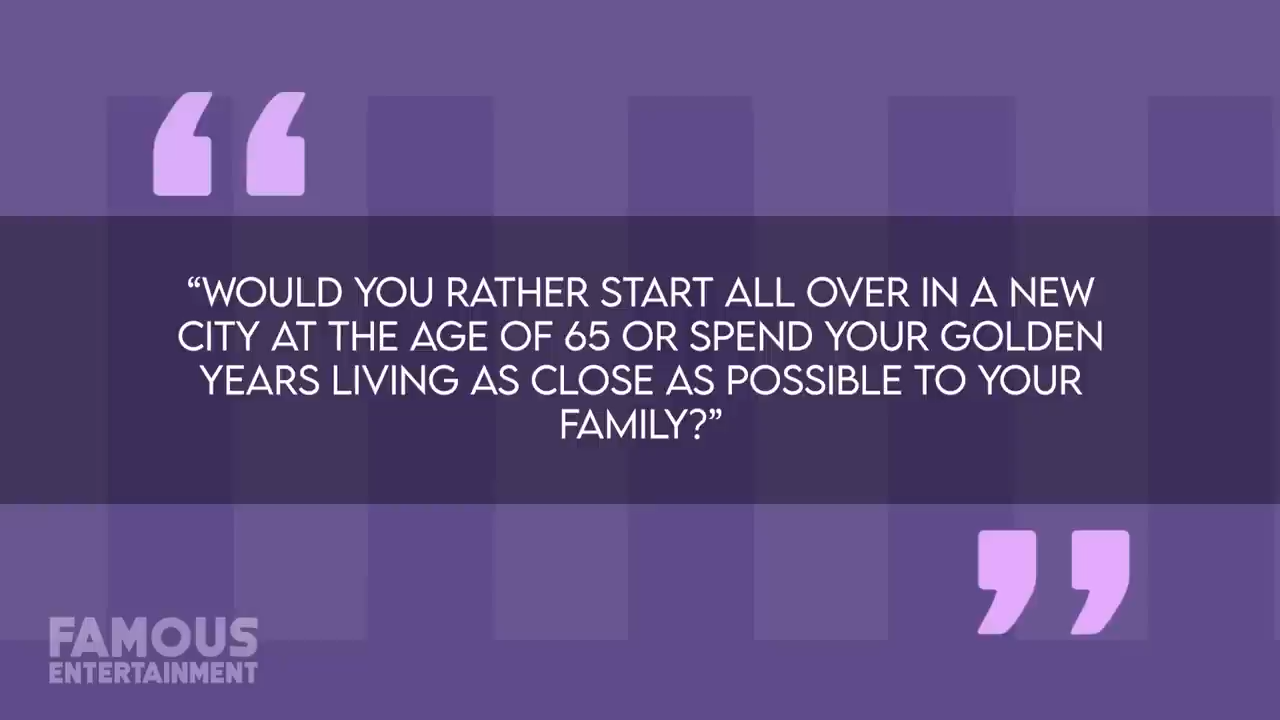 “WOULD YOU RATHER START ALL OVER IN A NEW
CITY AT THE AGE OF 65 OR SPEND YOUR GOLDEN
YEARS LIVING AS CLOSE AS POSSIBLE TO YOUR
FAMILY?”
FAMOUS
ENTERTAINMENT